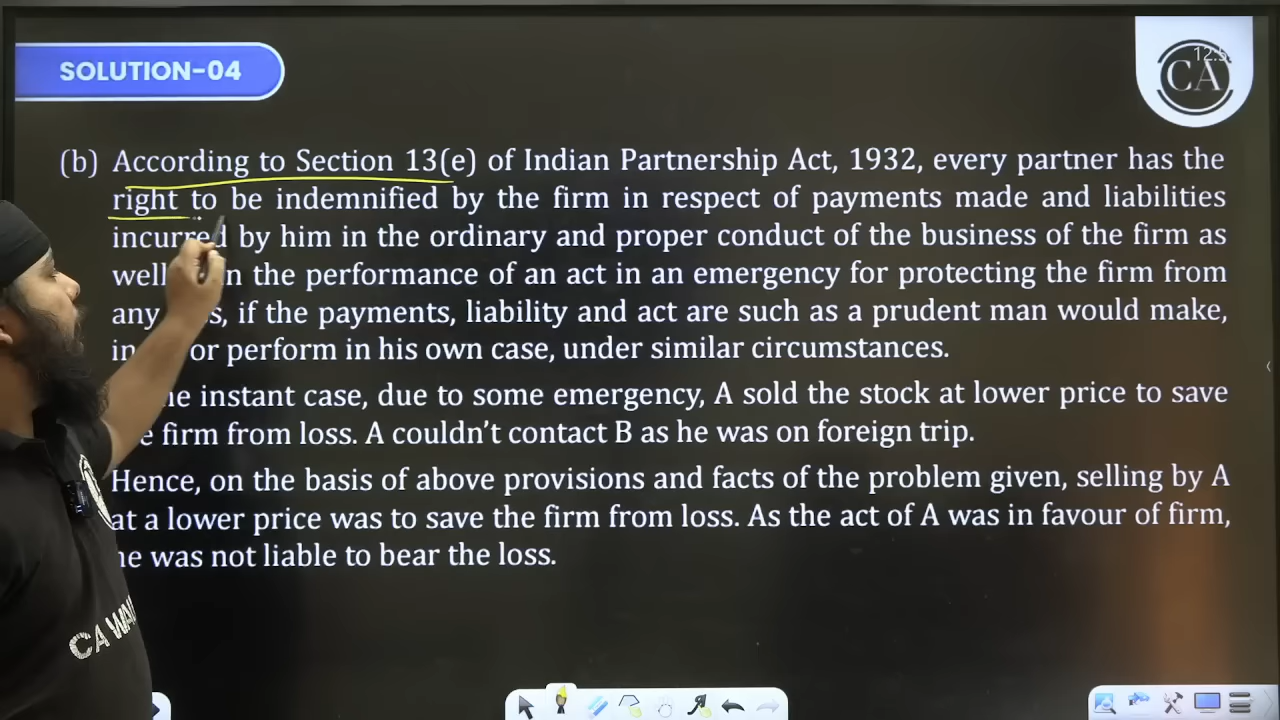 SOLUTION-04
12:5
CA
(b) According to Section 13(e) of Indian Partnership Act, 1932, every partner has the
right to be indemnified by the firm in respect of payments made and liabilities
incurred by him in the ordinary and proper conduct of the business of the firm as
well n the performance of an act in an emergency for protecting the firm from
any s, if the payments, liability and act are such as a prudent man would make,
in or perform in his own case, under similar circumstances.
he instant case, due to some emergency, A sold the stock at lower price to save
e firm from loss. A couldn't contact B as he was on foreign trip.
Hence, on the basis of above provisions and facts of the problem given, selling by A
at a lower price was to save the firm from loss. As the act of A was in favour of firm,
he was not liable to bear the loss.
CA WA